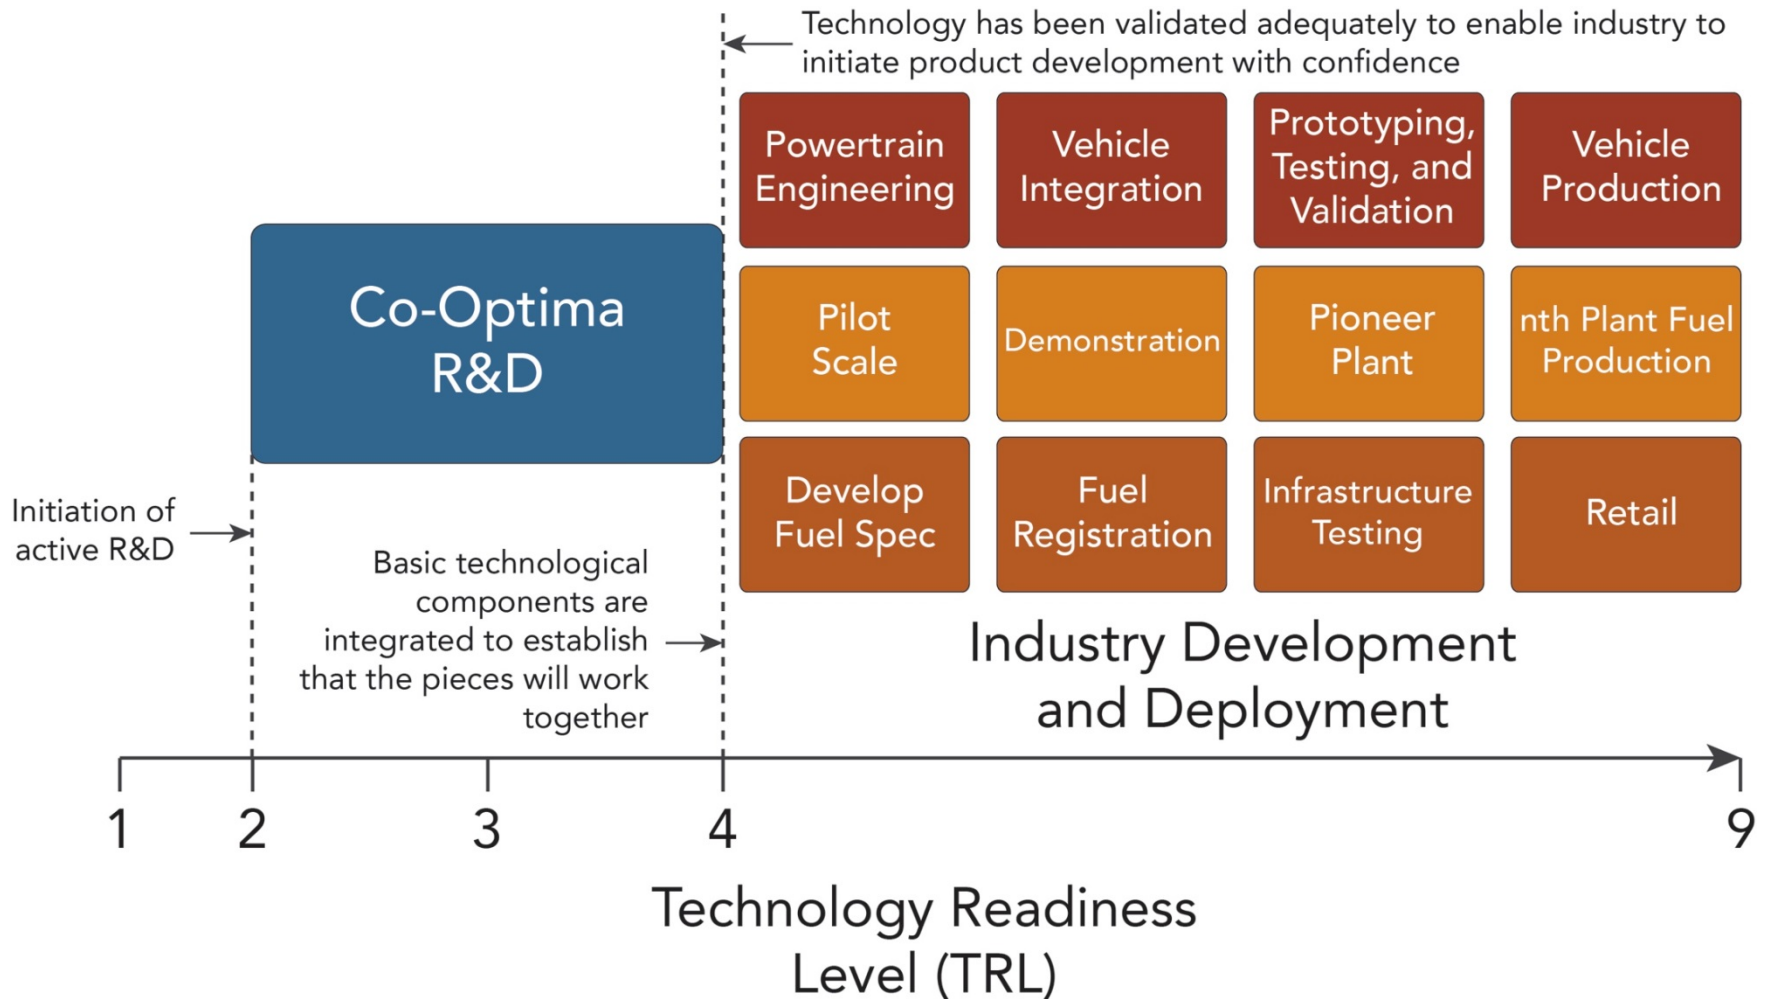 Technology has been validated adequately to enable industry to
initiate product development with confidence
Powertrain
Engineering
Vehicle
Integration
Prototyping,
Testing, and
Validation
Vehicle
Production
Co-Optima
R&D
Pilot
Scale
Demonstration
Pioneer
Plant
nth Plant Fuel
Production
Develop
Fuel Spec
Fuel
Registration
Infrastructure
Testing
Retail
Initiation of
active R&D
Basic technological
components are
integrated to establish
that the pieces will work
together
Industry Development
and Deployment
1 2 3 4 9
Technology Readiness
Level (TRL)